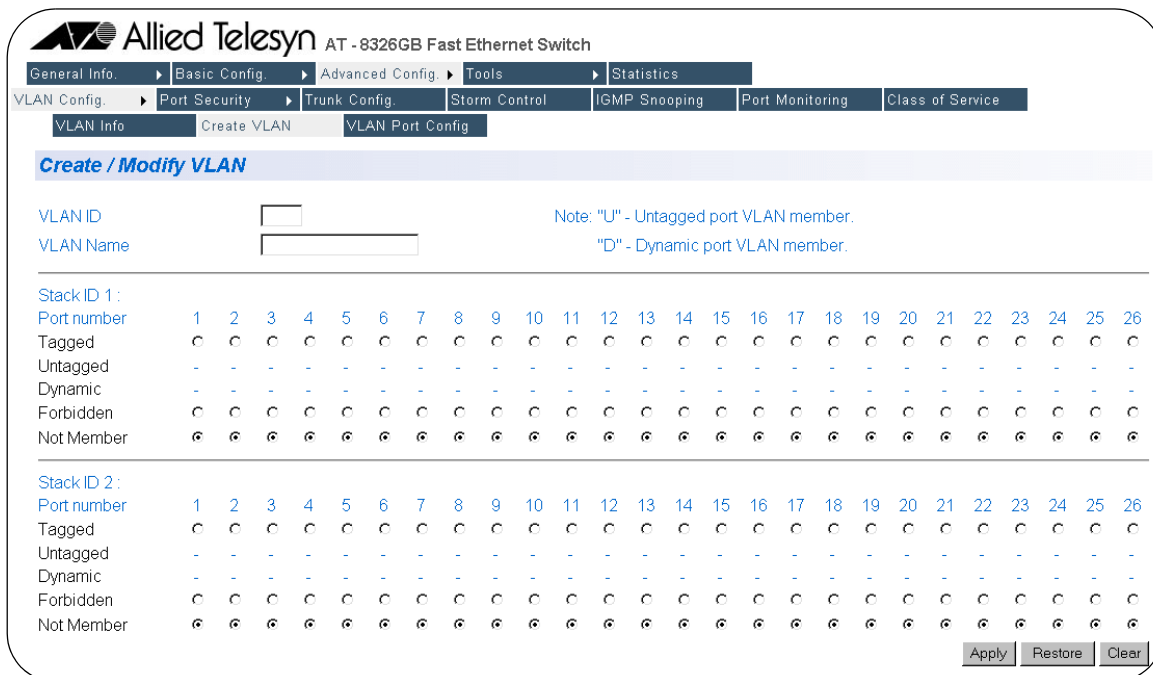 Allied Telesyn AT - 8326GB Fast Ethernet Switch
General Info. Basic Config. Advanced Config. Tools Statistics
VLAN Config. Port Security Trunk Config. Storm Control IGMP Snooping Port Monitoring Class of Service
VLAN Info Create VLAN VLAN Port Config
Create / Modify VLAN
VLAN ID Note: "U" - Untagged port VLAN member.
VLAN Name "D" - Dynamic port VLAN member.
Stack ID 1 :
Port number 1 2 3 4 5 6 7 8 9 10 11 12 13 14 15 16 17 18 19 20 21 22 23 24 25 26
Tagged
Untagged - - - - - - - - - - - - - - - - - - - - - - - - - -
Dynamic - - - - - - - - - - - - - - - - - - - - - - - - - -
Forbidden
Not Member
Stack ID 2 :
Port number 1 2 3 4 5 6 7 8 9 10 11 12 13 14 15 16 17 18 19 20 21 22 23 24 25 26
Tagged
Untagged - - - - - - - - - - - - - - - - - - - - - - - - - -
Dynamic - - - - - - - - - - - - - - - - - - - - - - - - - -
Forbidden
Not Member
Apply Restore Clear